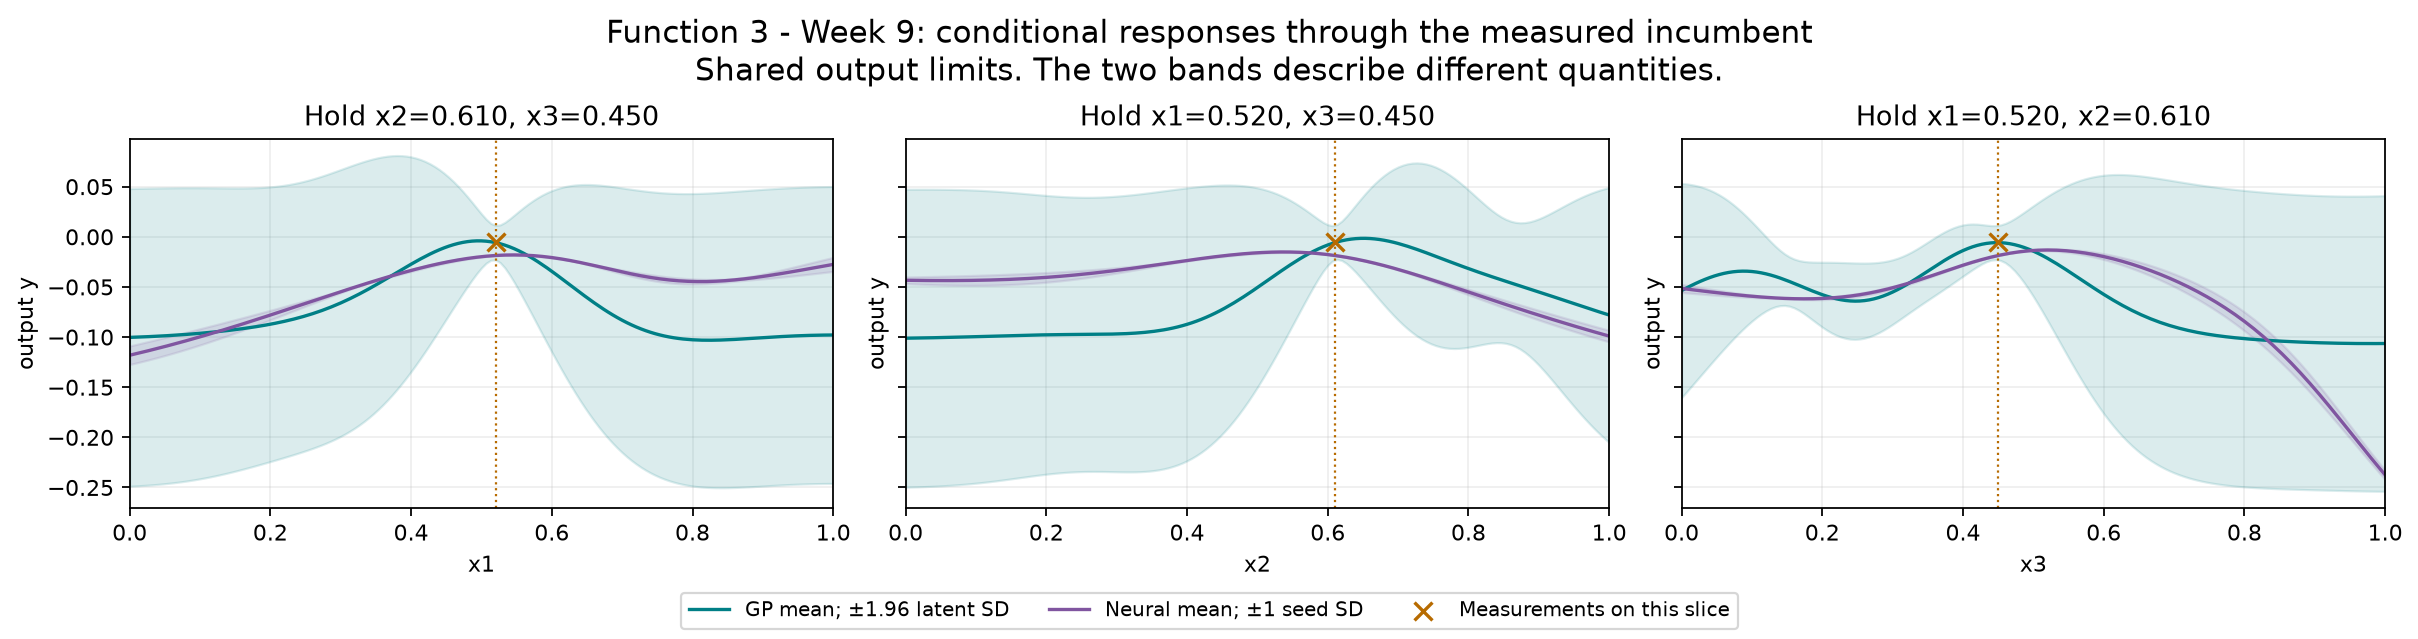 Function 3 - Week 9: conditional responses through the measured incumbent
Shared output limits. The two bands describe different quantities.
Hold x2=0.610, x3=0.450
Hold x1=0.520, x3=0.450
Hold x1=0.520, x2=0.610
output y
0.05
0.00
−0.05
−0.10
−0.15
−0.20
−0.25
0.0 0.2 0.4 0.6 0.8 1.0
x1
output y
0.0 0.2 0.4 0.6 0.8 1.0
x2
output y
0.0 0.2 0.4 0.6 0.8 1.0
x3
GP mean; ±1.96 latent SD
Neural mean; ±1 seed SD
Measurements on this slice